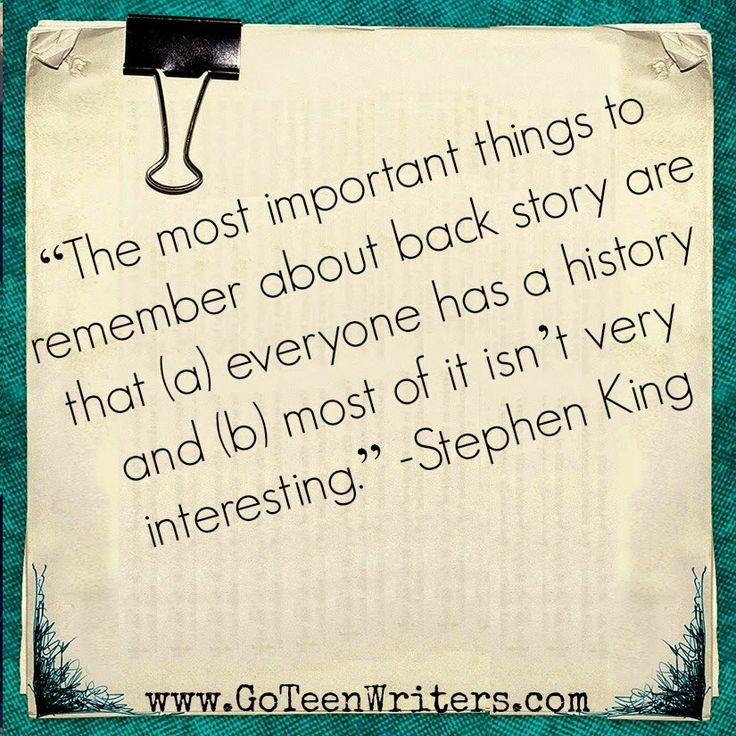 “The most important things to
remember about back story are
that (a) everyone has a history
and (b) most of it isn’t very
interesting.” -Stephen King
www.GoTeenWriters.com